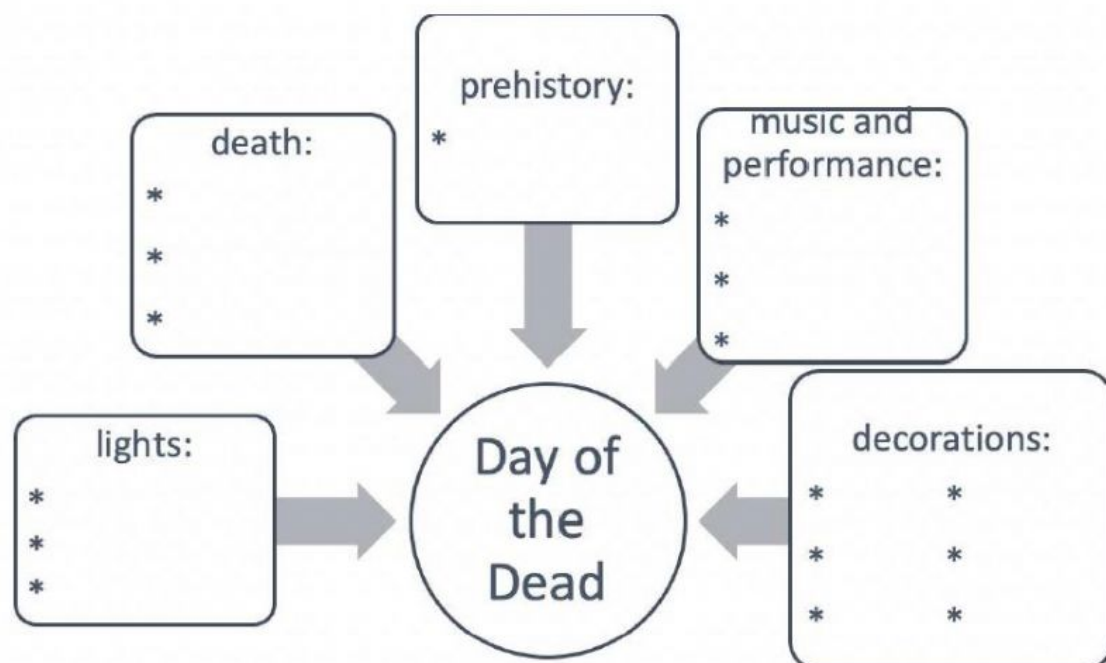 prehistory:
*
death:
*
*
*
music and
performance:
*
*
*
lights:
*
*
*
decorations:
* *
* *
* *
Day of
the
Dead